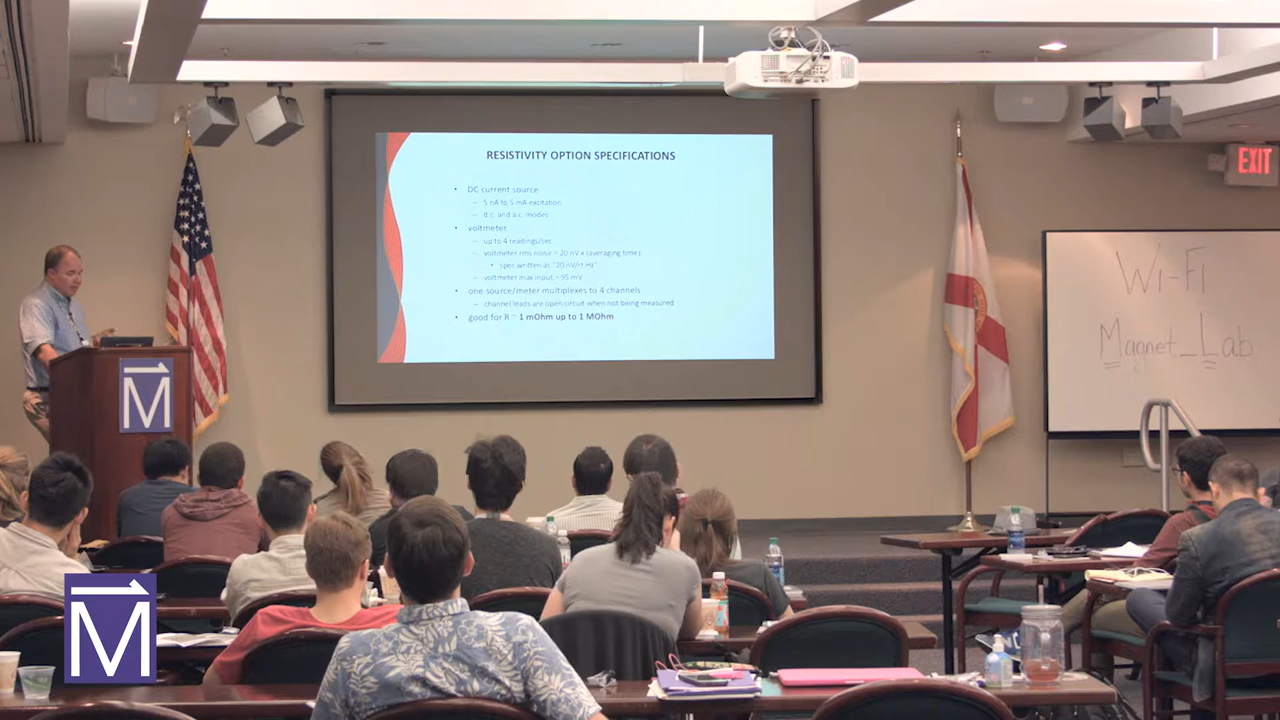 RESISTIVITY OPTION SPECIFICATIONS
• DC current source
– 5 nA to 5 mA excitation
– d.c. and a.c. modes
• voltmeter
– up to 4 readings/sec
– voltmeter rms noise = 20 nV x (averaging time)
• spec written as "20 nV/rt Hz"
– voltmeter max input = 95 mV
• one source/meter multiplexes to 4 channels
– channel leads are open circuit when not being measured
• good for R ~ 1 mOhm up to 1 MOhm
EXIT
Wi-Fi
Magnet_Lab
M
M